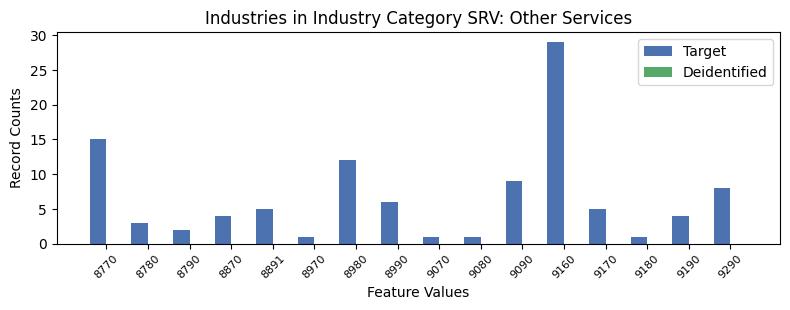 Industries in Industry Category SRV: Other Services
Target
Deidentified
Record Counts
30
25
20
15
10
5
0
8770 8780 8790 8870 8891 8970 8980 8990 9070 9080 9090 9160 9170 9180 9190 9290
Feature Values